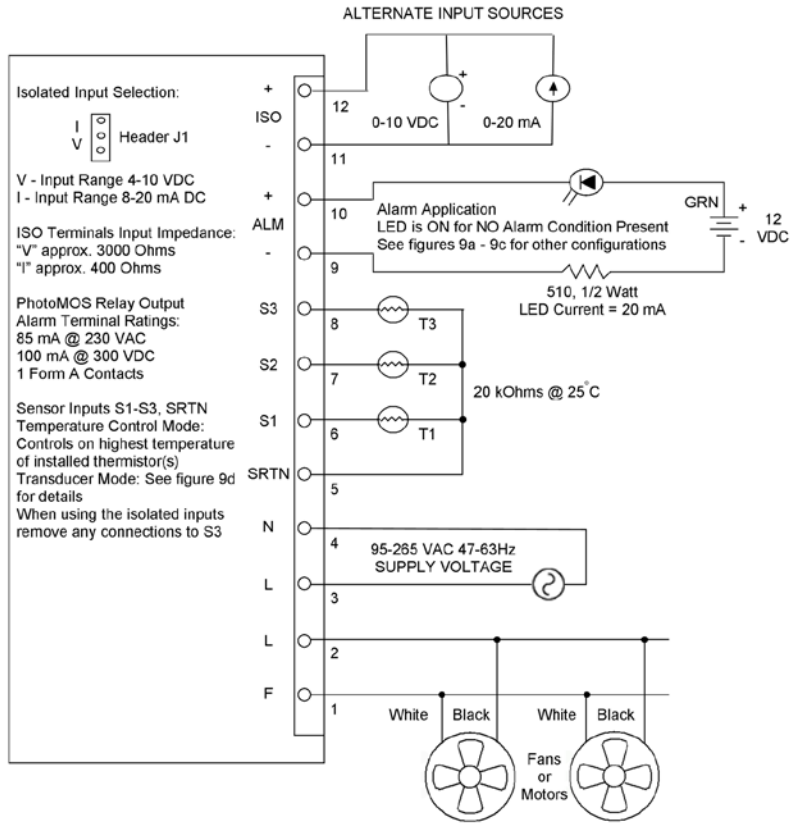 ALTERNATE INPUT SOURCES
Isolated Input Selection:
I
V
Header J1
V - Input Range 4-10 VDC
I - Input Range 8-20 mA DC
ISO Terminals Input Impedance:
"V" approx. 3000 Ohms
"I" approx. 400 Ohms
PhotoMOS Relay Output
Alarm Terminal Ratings:
85 mA @ 230 VAC
100 mA @ 300 VDC
1 Form A Contacts
Sensor Inputs S1-S3, SRTN
Temperature Control Mode:
Controls on highest temperature
of installed thermistor(s)
Transducer Mode: See figure 9d
for details
When using the isolated inputs
remove any connections to S3
+
ISO
-
+
ALM
-
S3
S2
S1
SRTN
N
L
L
F
12
11
10
9
8
7
6
5
4
3
2
1
+
-
0-10 VDC
0-20 mA
Alarm Application
LED is ON for NO Alarm Condition Present
See figures 9a - 9c for other configurations
GRN
+
-
12
VDC
510, 1/2 Watt
LED Current = 20 mA
T3
T2
T1
20 kOhms @ 25°C
95-265 VAC 47-63Hz
SUPPLY VOLTAGE
White Black
White Black
Fans
or
Motors